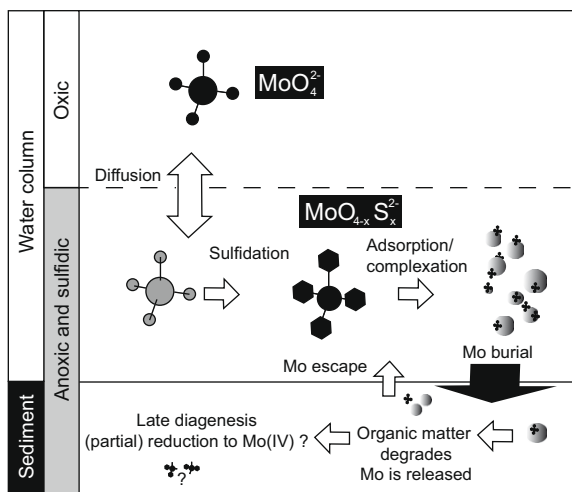 Water column
Sediment
Oxic
Anoxic and sulfidic
MoO₄²⁻
Diffusion
MoO₄₋ₓSₓ²⁻
Sulfidation
Adsorption/
complexation
Mo escape
Mo burial
Late diagenesis
(partial) reduction to Mo(IV) ?
?
Organic matter
degrades
Mo is released